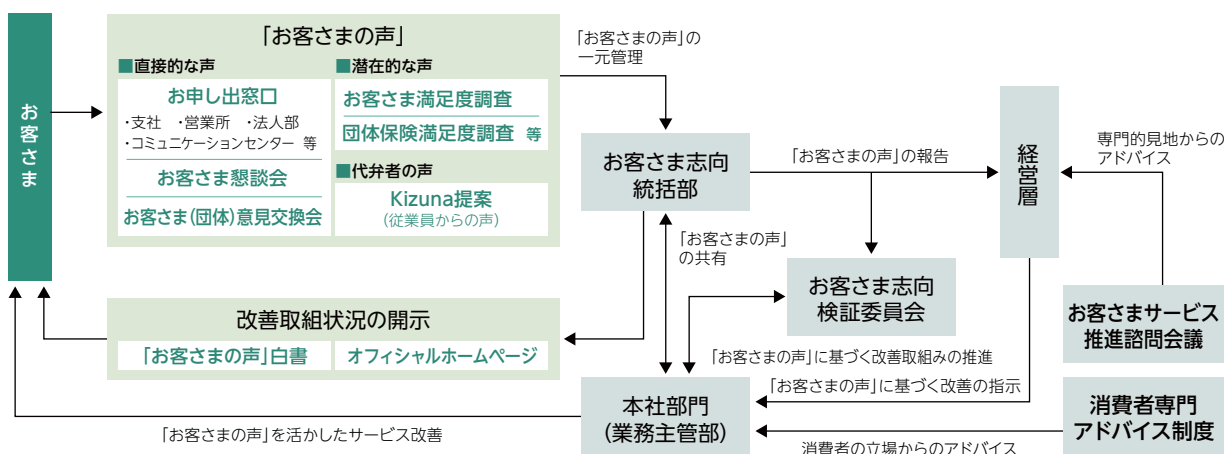 お客さま
「お客さまの声」
■直接的な声
お申し出窓口
・支社 ・営業所 ・法人部
・コミュニケーションセンター 等
お客さま懇談会
お客さま(団体)意見交換会
■潜在的な声
お客さま満足度調査
団体保険満足度調査 等
■代弁者の声
Kizuna提案
(従業員からの声)
「お客さまの声」の
一元管理
お客さま志向
統括部
「お客さまの声」の報告
経営層
専門的見地からの
アドバイス
「お客さまの声」
の共有
お客さま志向
検証委員会
お客さまサービス
推進諮問会議
改善取組状況の開示
「お客さまの声」白書
オフィシャルホームページ
「お客さまの声」に基づく改善取組みの推進
「お客さまの声」に基づく改善の指示
本社部門
(業務主管部)
消費者専門
アドバイス制度
「お客さまの声」を活かしたサービス改善
消費者の立場からのアドバイス